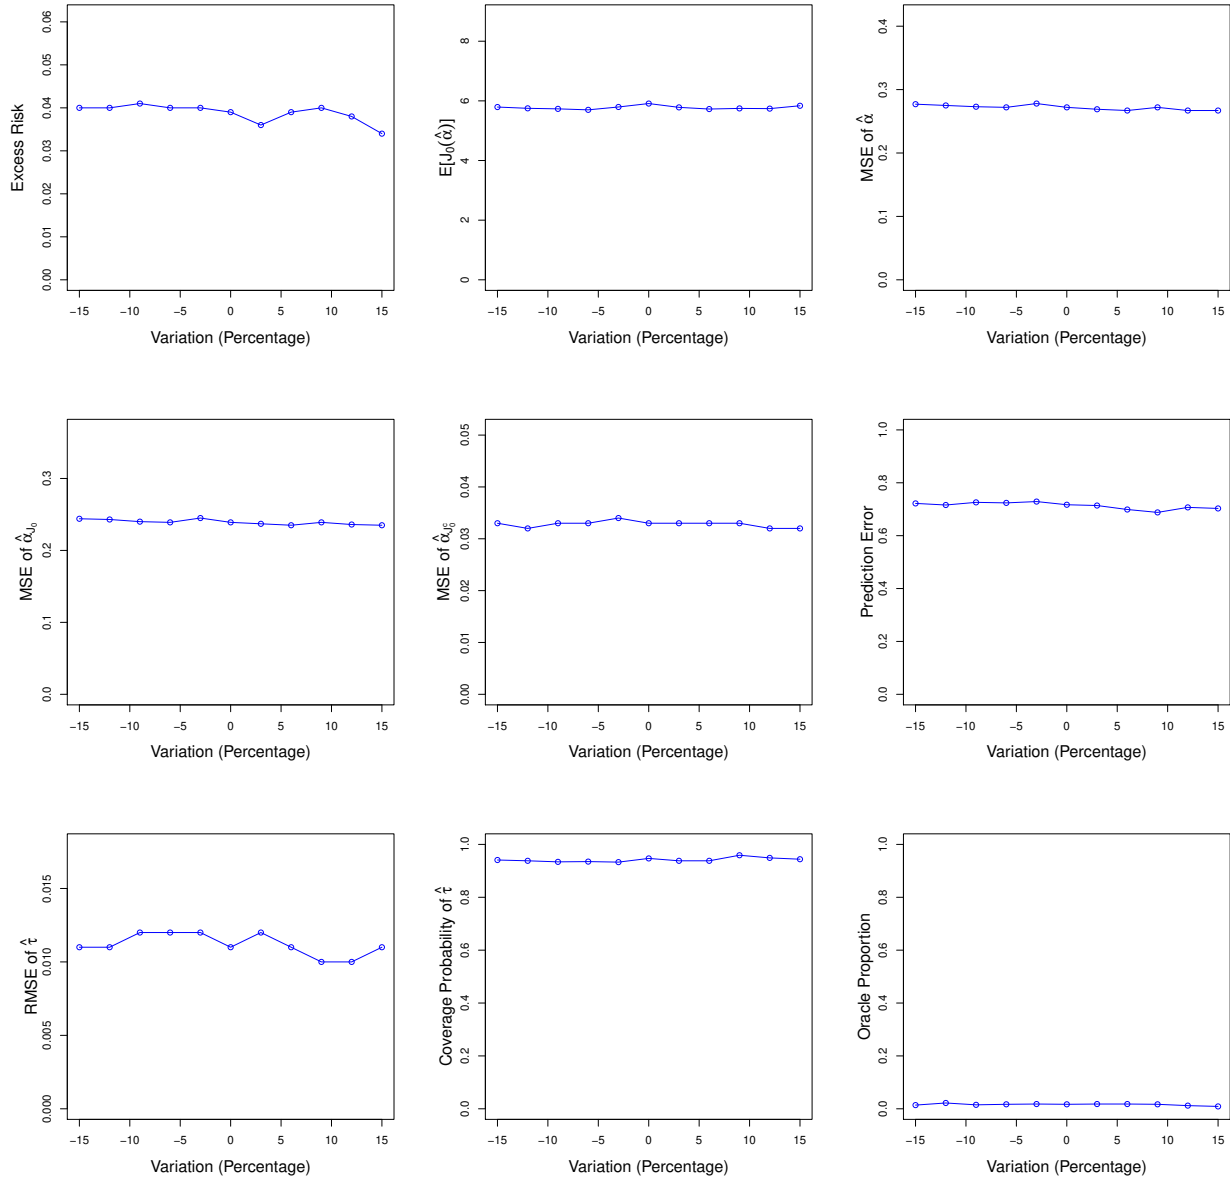 Excess Risk
0.00 0.01 0.02 0.03 0.04 0.05 0.06
−15 −10 −5 0 5 10 15
Variation (Percentage)
E[J₀(α̂)]
0 2 4 6 8
−15 −10 −5 0 5 10 15
Variation (Percentage)
MSE of α̂
0.0 0.1 0.2 0.3 0.4
−15 −10 −5 0 5 10 15
Variation (Percentage)
MSE of α̂_J₀
0.0 0.1 0.2 0.3
−15 −10 −5 0 5 10 15
Variation (Percentage)
MSE of α̂_J₀ᶜ
0.00 0.01 0.02 0.03 0.04 0.05
−15 −10 −5 0 5 10 15
Variation (Percentage)
Prediction Error
0.0 0.2 0.4 0.6 0.8 1.0
−15 −10 −5 0 5 10 15
Variation (Percentage)
RMSE of τ̂
0.000 0.005 0.010 0.015
−15 −10 −5 0 5 10 15
Variation (Percentage)
Coverage Probability of τ̂
0.0 0.2 0.4 0.6 0.8 1.0
−15 −10 −5 0 5 10 15
Variation (Percentage)
Oracle Proportion
0.0 0.2 0.4 0.6 0.8 1.0
−15 −10 −5 0 5 10 15
Variation (Percentage)